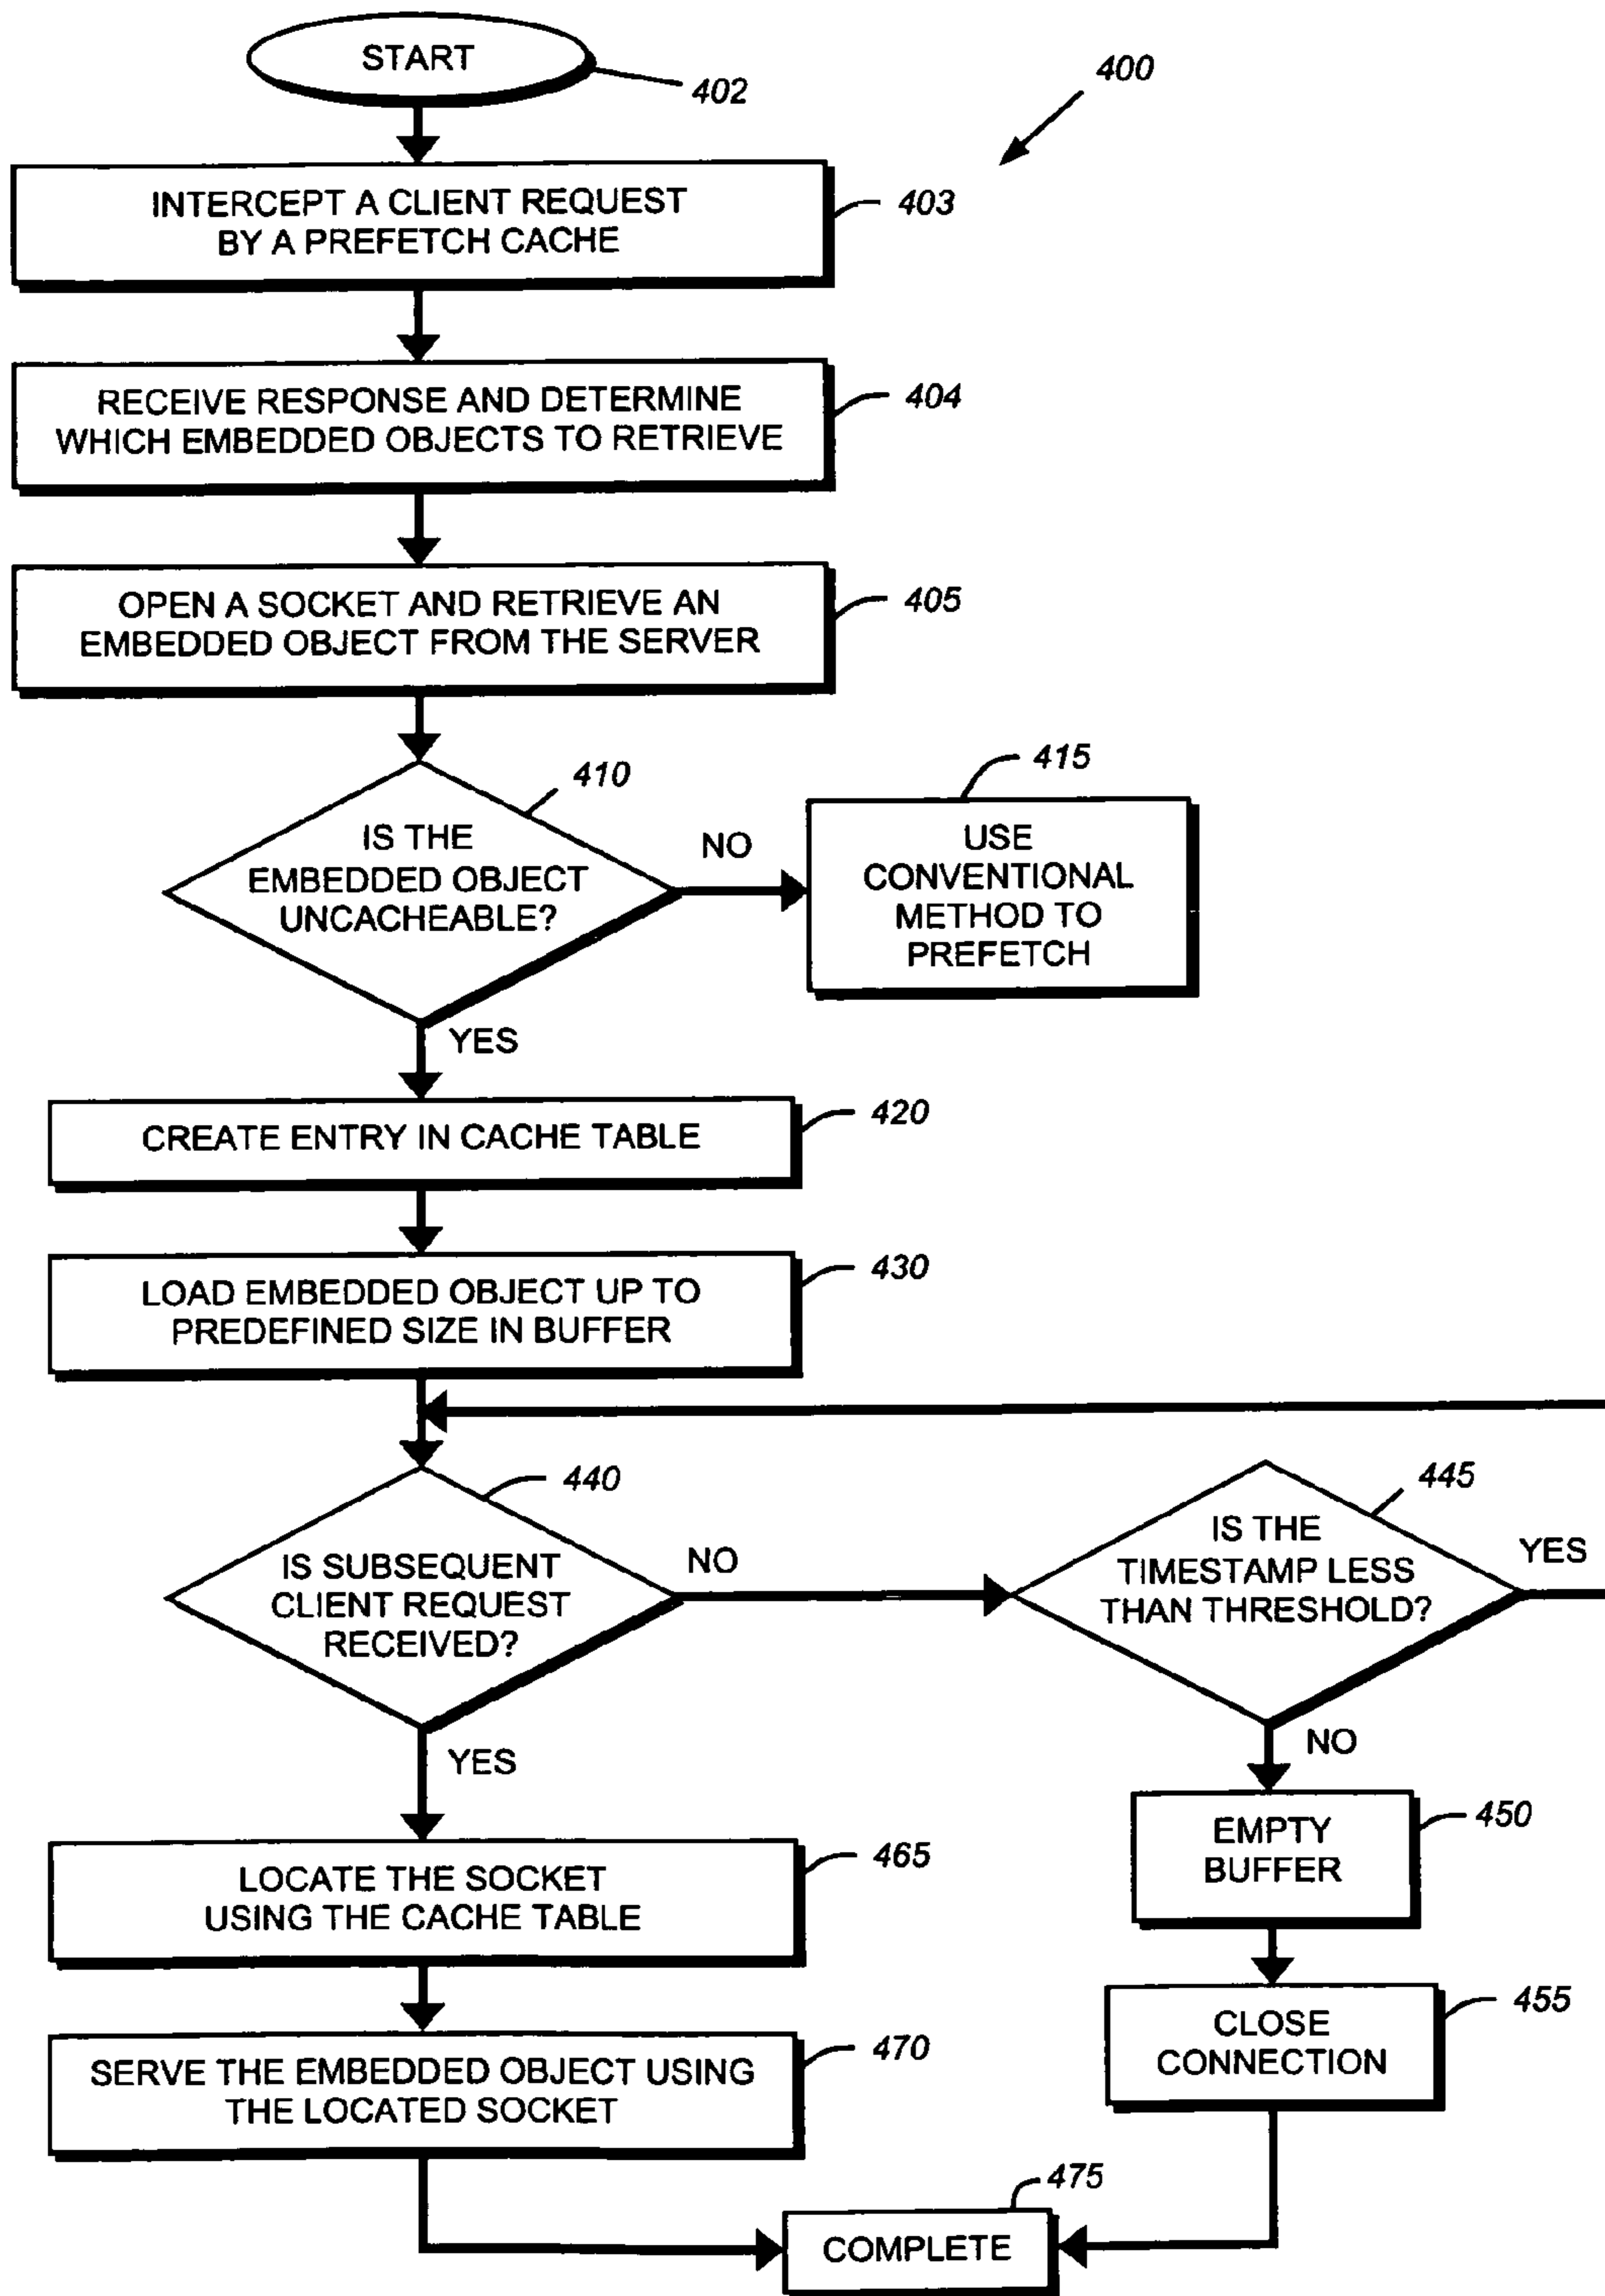 START
402
400
INTERCEPT A CLIENT REQUEST
BY A PREFETCH CACHE
403
RECEIVE RESPONSE AND DETERMINE
WHICH EMBEDDED OBJECTS TO RETRIEVE
404
OPEN A SOCKET AND RETRIEVE AN
EMBEDDED OBJECT FROM THE SERVER
405
410
IS THE
EMBEDDED OBJECT
UNCACHEABLE?
NO
415
USE
CONVENTIONAL
METHOD TO
PREFETCH
YES
CREATE ENTRY IN CACHE TABLE
420
LOAD EMBEDDED OBJECT UP TO
PREDEFINED SIZE IN BUFFER
430
440
IS SUBSEQUENT
CLIENT REQUEST
RECEIVED?
NO
445
IS THE
TIMESTAMP LESS
THAN THRESHOLD?
YES
NO
YES
EMPTY
BUFFER
450
LOCATE THE SOCKET
USING THE CACHE TABLE
465
CLOSE
CONNECTION
455
SERVE THE EMBEDDED OBJECT USING
THE LOCATED SOCKET
470
475
COMPLETE